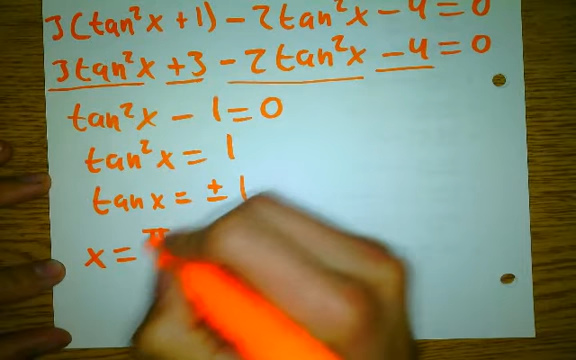 3(tan²x + 1) - 2tan²x - 4 = 0
3tan²x + 3 - 2tan²x - 4 = 0
tan²x - 1 = 0
tan²x = 1
tan x = ± 1
x = π